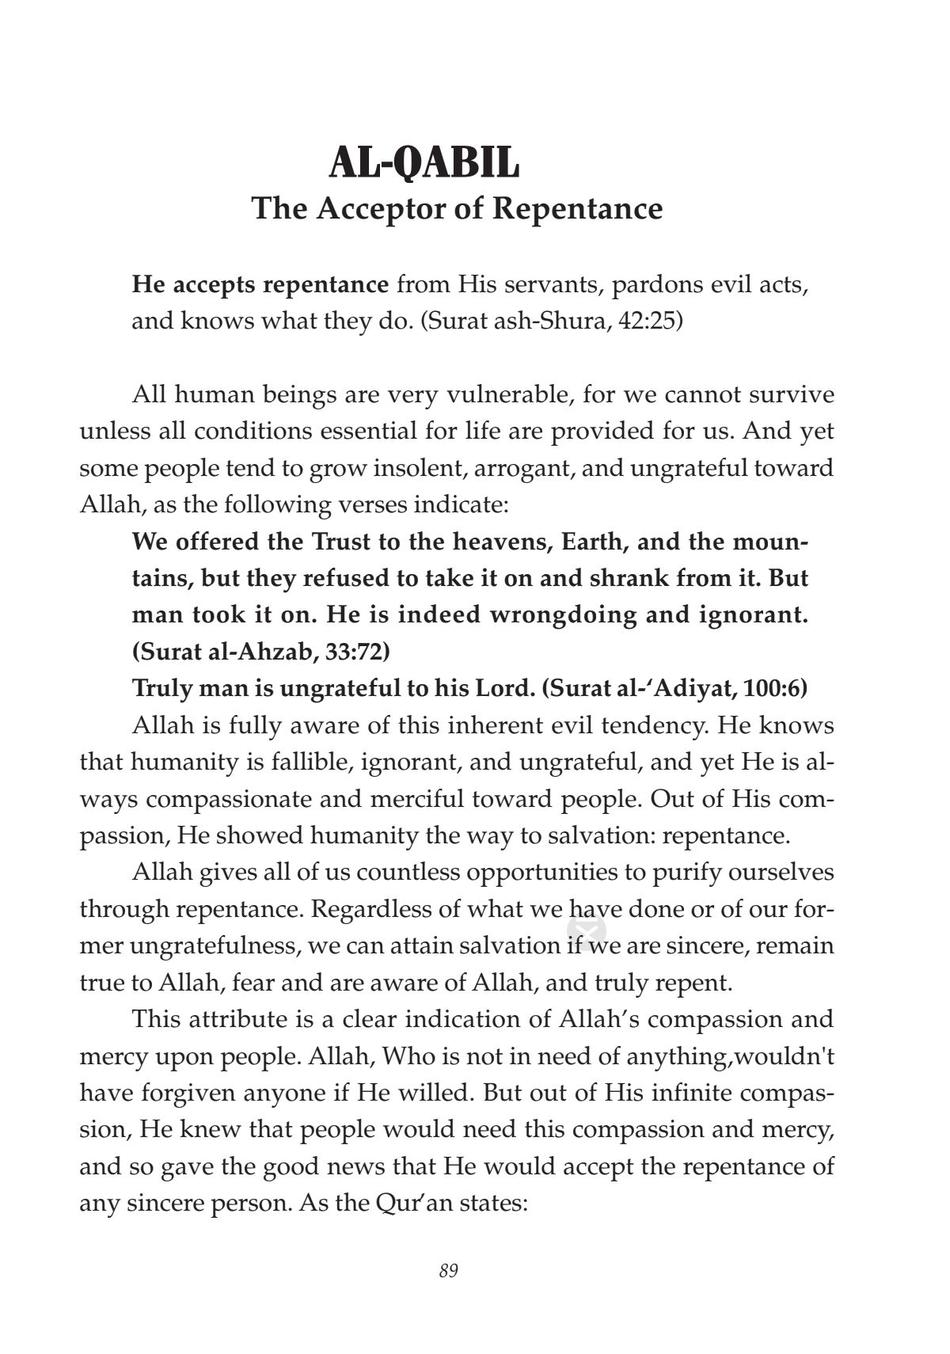 AL-QABIL
The Acceptor of Repentance
He accepts repentance from His servants, pardons evil acts,
and knows what they do. (Surat ash-Shura, 42:25)
All human beings are very vulnerable, for we cannot survive
unless all conditions essential for life are provided for us. And yet
some people tend to grow insolent, arrogant, and ungrateful toward
Allah, as the following verses indicate:
We offered the Trust to the heavens, Earth, and the moun-
tains, but they refused to take it on and shrank from it. But
man took it on. He is indeed wrongdoing and ignorant.
(Surat al-Ahzab, 33:72)
Truly man is ungrateful to his Lord. (Surat al-‘Adiyat, 100:6)
Allah is fully aware of this inherent evil tendency. He knows
that humanity is fallible, ignorant, and ungrateful, and yet He is al-
ways compassionate and merciful toward people. Out of His com-
passion, He showed humanity the way to salvation: repentance.
Allah gives all of us countless opportunities to purify ourselves
through repentance. Regardless of what we have done or of our for-
mer ungratefulness, we can attain salvation if we are sincere, remain
true to Allah, fear and are aware of Allah, and truly repent.
This attribute is a clear indication of Allah’s compassion and
mercy upon people. Allah, Who is not in need of anything,wouldn't
have forgiven anyone if He willed. But out of His infinite compas-
sion, He knew that people would need this compassion and mercy,
and so gave the good news that He would accept the repentance of
any sincere person. As the Qur’an states:
89